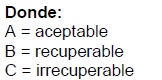 Donde:
A = aceptable
B = recuperable
C = irrecuperable